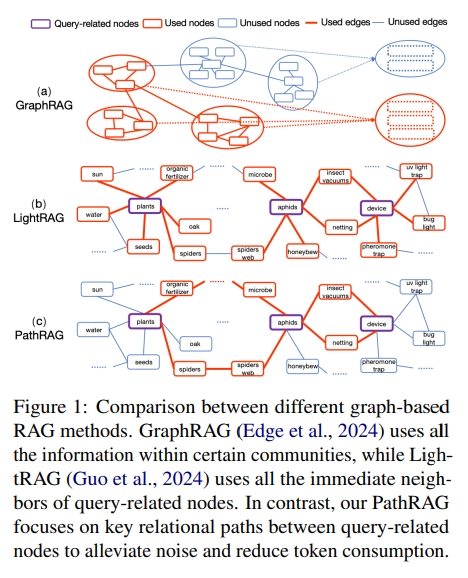 Query-related nodes Used nodes Unused nodes Used edges Unused edges
(a)
GraphRAG
(b)
LightRAG
sun
organic
fertilizer
......
microbe
insect
vacuums
......
uv light
trap
water
plants
aphids
device
oak
netting
bug
light
......
seeds
spiders
spiders
web
honeybew
......
pheromone
trap
......
(c)
PathRAG
sun
organic
fertilizer
......
microbe
insect
vacuums
......
uv light
trap
water
plants
aphids
device
oak
netting
bug
light
......
seeds
spiders
spiders
web
honeybew
......
pheromone
trap
......
Figure 1: Comparison between different graph-based
RAG methods. GraphRAG (Edge et al., 2024) uses all
the information within certain communities, while Ligh-
tRAG (Guo et al., 2024) uses all the immediate neigh-
bors of query-related nodes. In contrast, our PathRAG
focuses on key relational paths between query-related
nodes to alleviate noise and reduce token consumption.